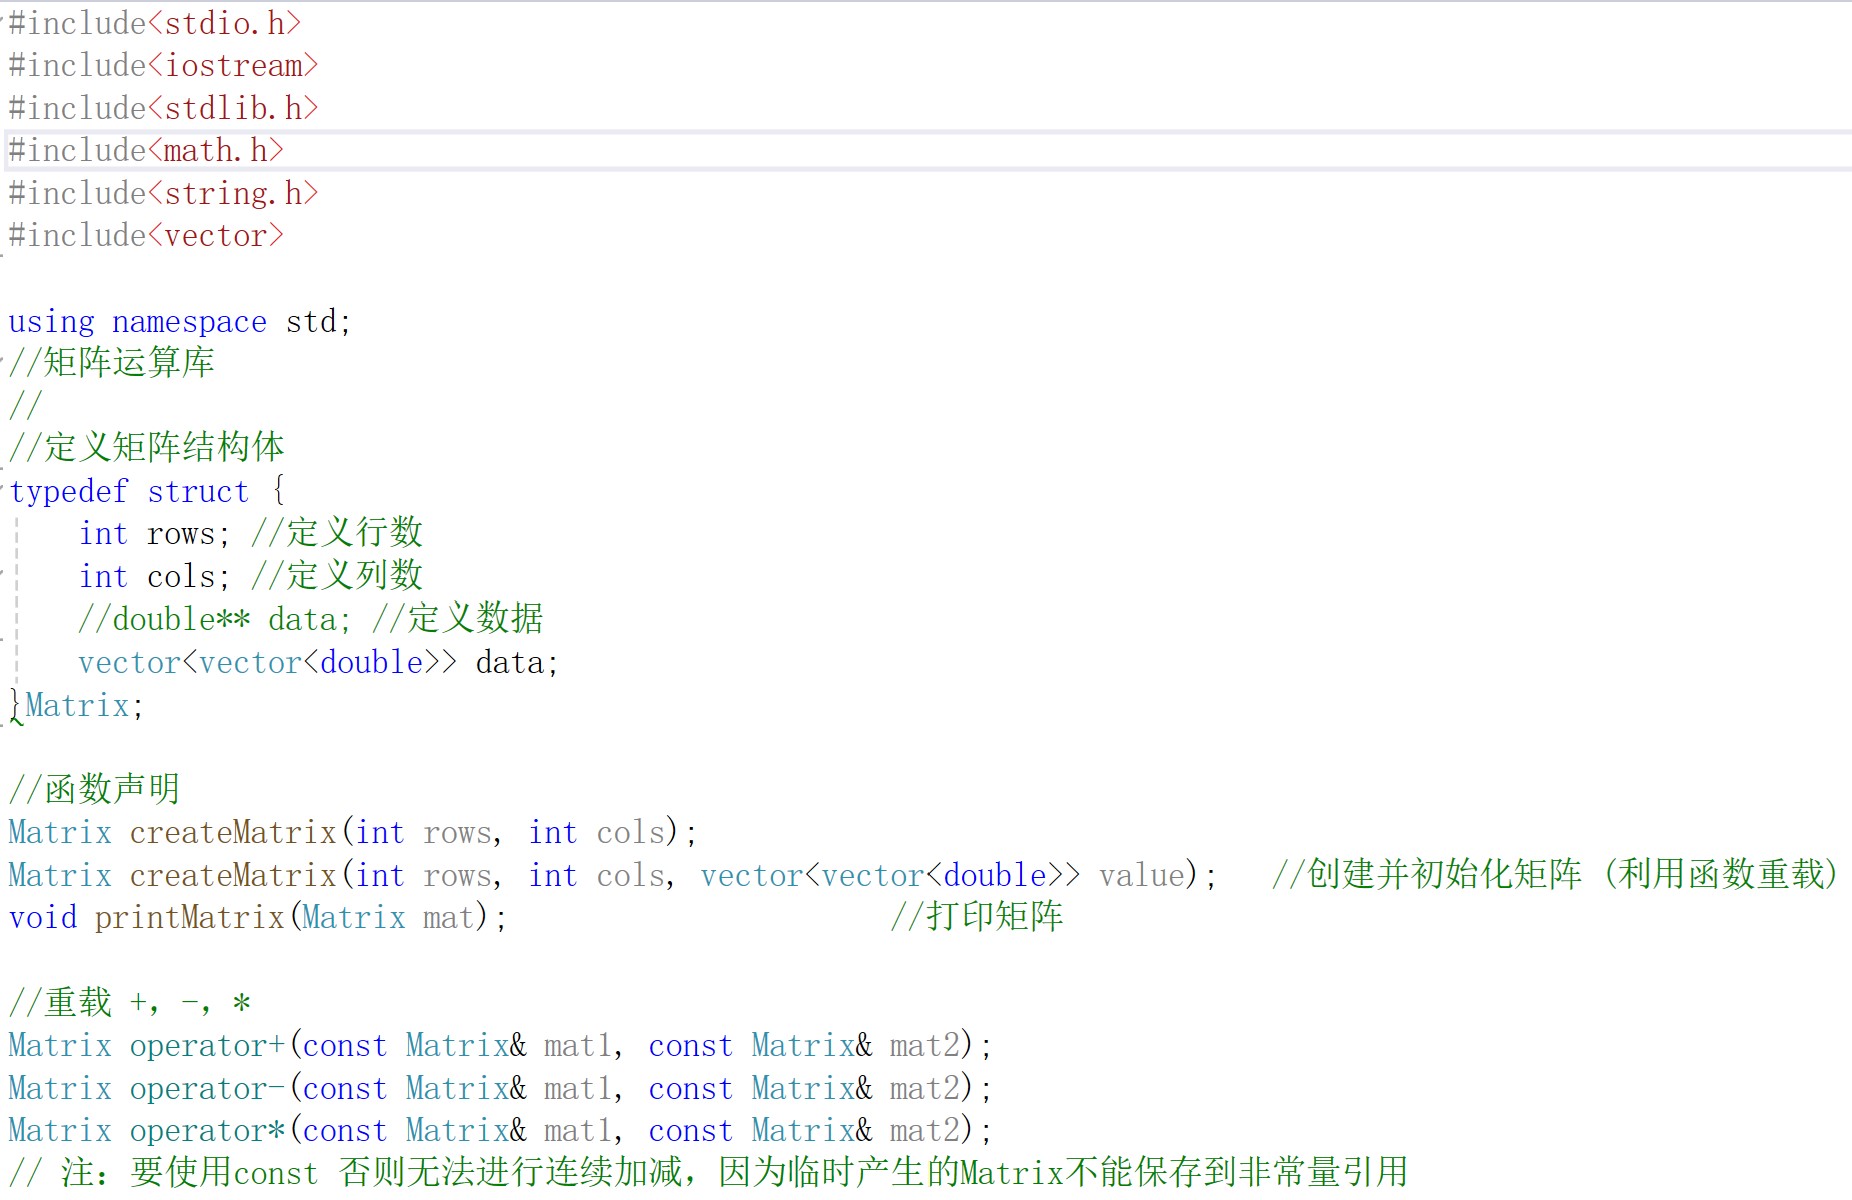 #include<stdio.h>
#include<iostream>
#include<stdlib.h>
#include<math.h>
#include<string.h>
#include<vector>
using namespace std;
//矩阵运算库
//
//定义矩阵结构体
typedef struct {
    int rows; //定义行数
    int cols; //定义列数
    //double** data; //定义数据
    vector<vector<double>> data;
}Matrix;
//函数声明
Matrix createMatrix(int rows, int cols);
Matrix createMatrix(int rows, int cols, vector<vector<double>> value);   //创建并初始化矩阵 (利用函数重载)
void printMatrix(Matrix mat);                      //打印矩阵
//重载 +, -, *
Matrix operator+(const Matrix& mat1, const Matrix& mat2);
Matrix operator-(const Matrix& mat1, const Matrix& mat2);
Matrix operator*(const Matrix& mat1, const Matrix& mat2);
// 注：要使用const 否则无法进行连续加减，因为临时产生的Matrix不能保存到非常量引用